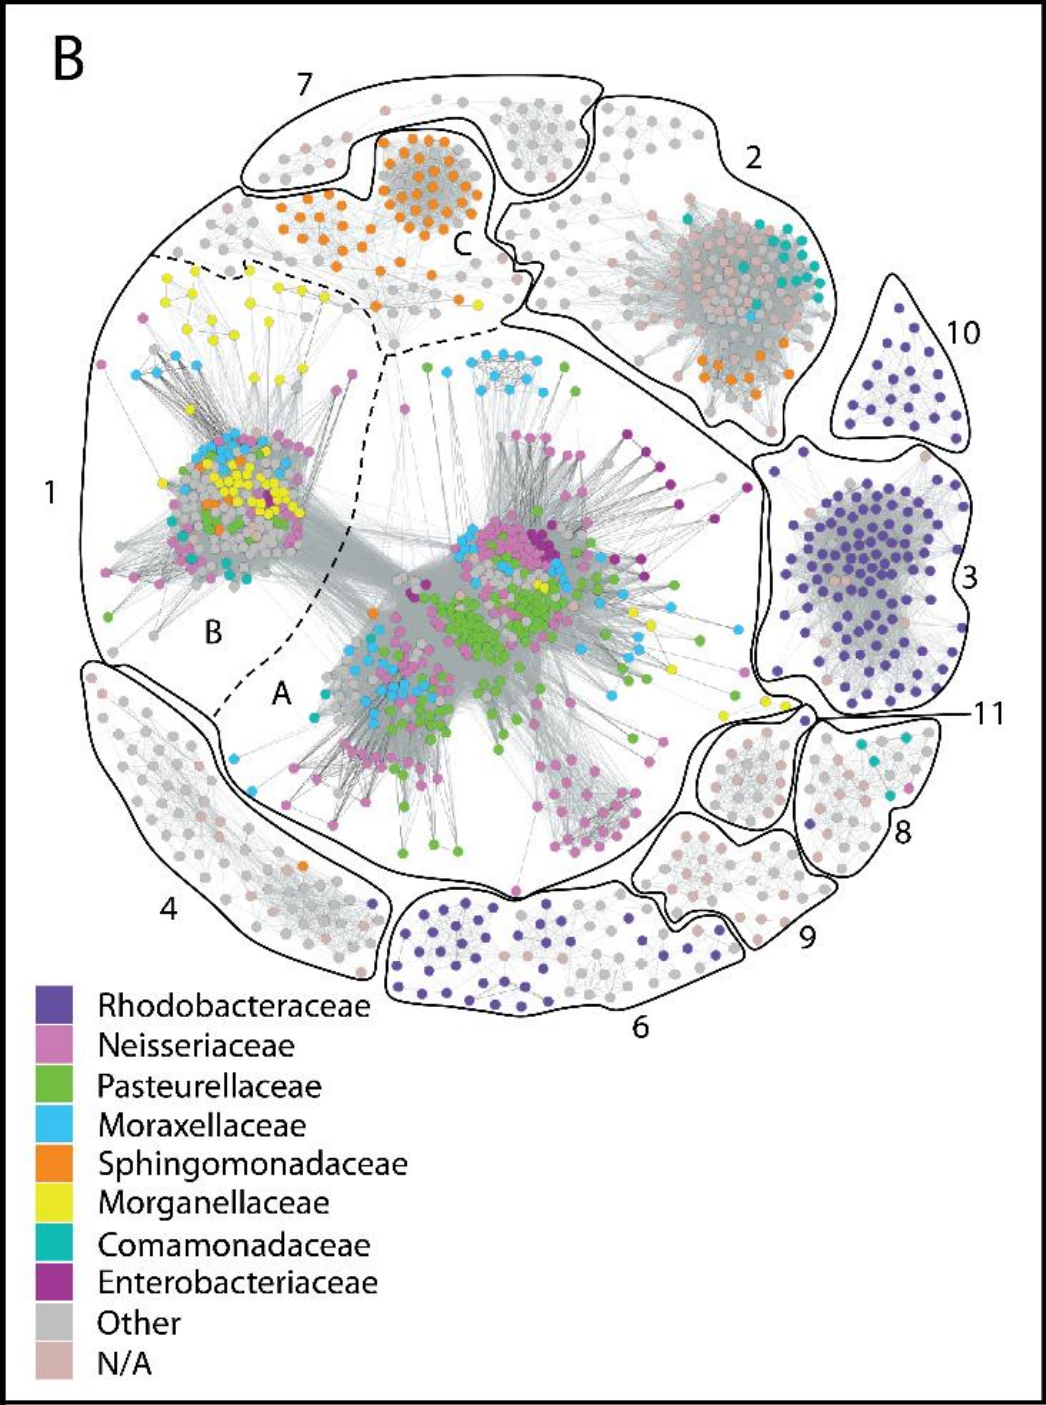 B
7
2
C
10
1
3
B
A
11
8
4
9
6
Rhodobacteraceae
Neisseriaceae
Pasteurellaceae
Moraxellaceae
Sphingomonadaceae
Morganellaceae
Comamonadaceae
Enterobacteriaceae
Other
N/A